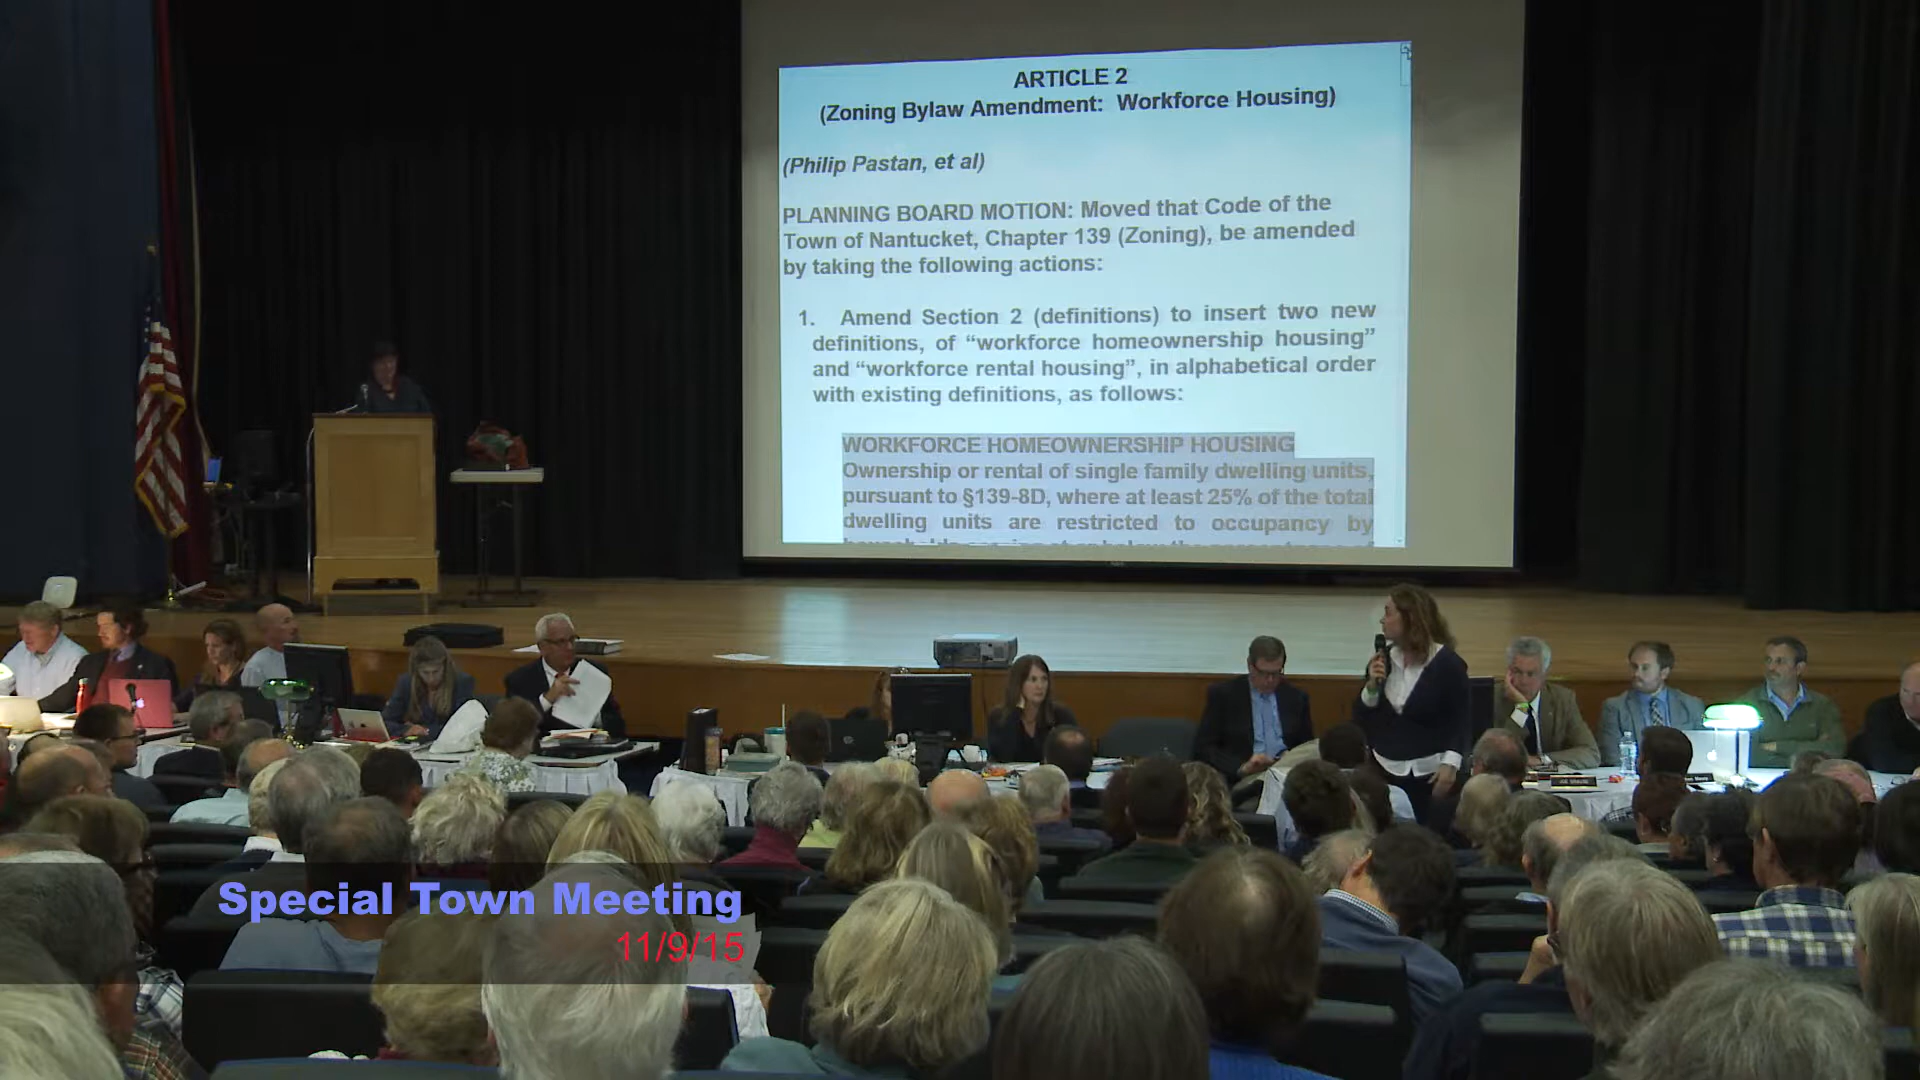 ARTICLE 2
(Zoning Bylaw Amendment: Workforce Housing)
(Philip Pastan, et al)
PLANNING BOARD MOTION: Moved that Code of the
Town of Nantucket, Chapter 139 (Zoning), be amended
by taking the following actions:
1. Amend Section 2 (definitions) to insert two new
definitions, of “workforce homeownership housing”
and “workforce rental housing”, in alphabetical order
with existing definitions, as follows:
WORKFORCE HOMEOWNERSHIP HOUSING
Ownership or rental of single family dwelling units,
pursuant to §139-8D, where at least 25% of the total
dwelling units are restricted to occupancy by
Special Town Meeting
11/9/15